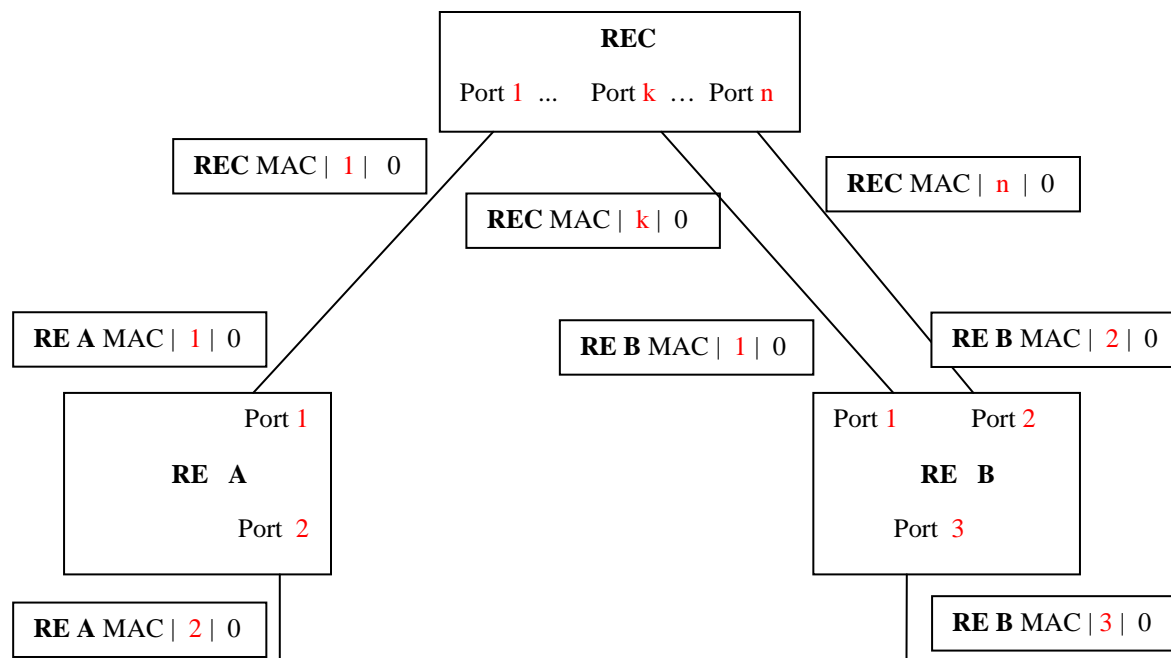 REC
Port 1 ... Port k … Port n
REC MAC | 1 | 0
REC MAC | n | 0
REC MAC | k | 0
RE A MAC | 1 | 0
RE B MAC | 1 | 0
RE B MAC | 2 | 0
Port 1
Port 1 Port 2
RE A
RE B
Port 2
Port 3
RE A MAC | 2 | 0
RE B MAC | 3 | 0